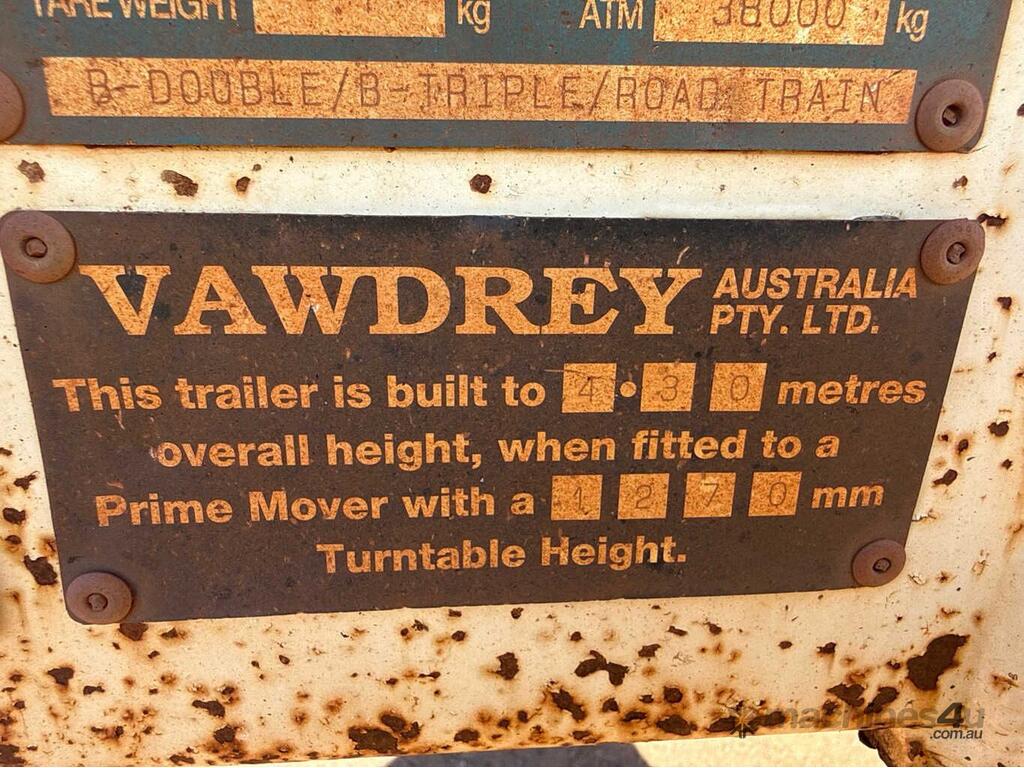 TARE WEIGHT kg ATM 38000 kg
B-DOUBLE/B-TRIPLE/ROAD TRAIN
VAWDREY AUSTRALIA PTY. LTD.
This trailer is built to 4.30 metres
overall height, when fitted to a
Prime Mover with a 1270 mm
Turntable Height.
machines4u
.com.au